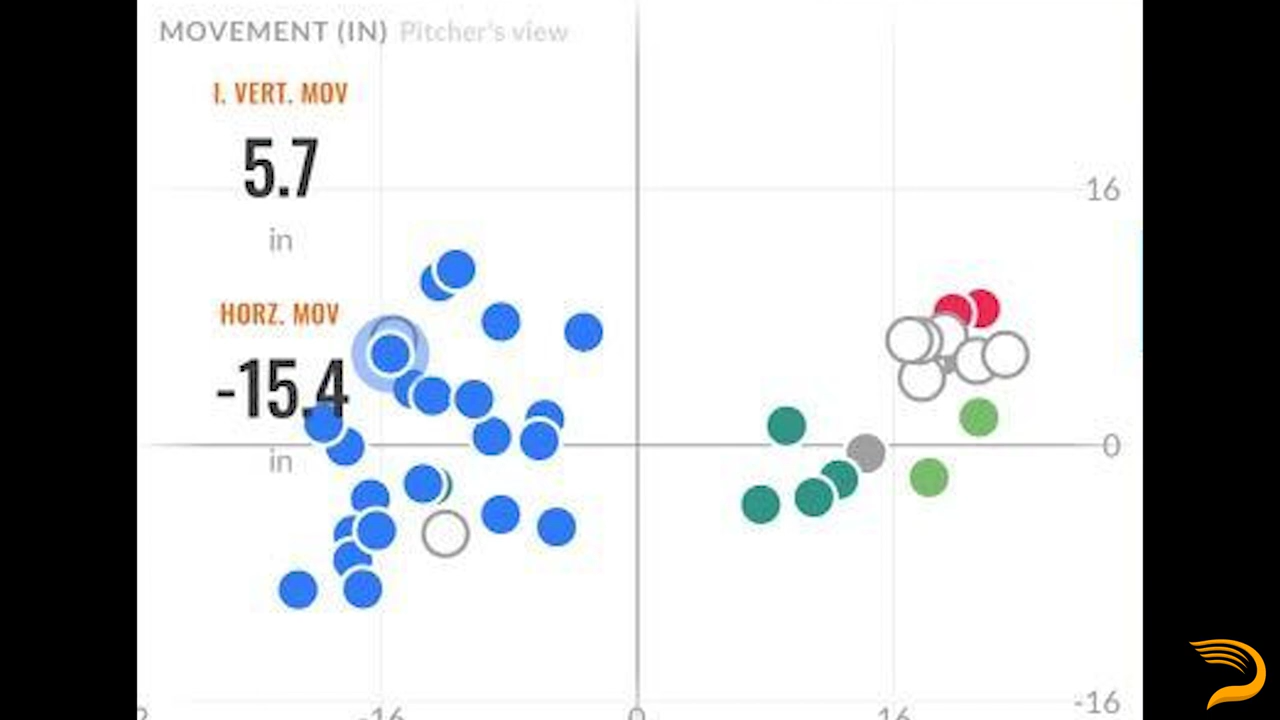 MOVEMENT (IN) Pitcher's view
I. VERT. MOV
5.7
in
16
HORZ. MOV
-15.4
in
0
-16
-16 0 16